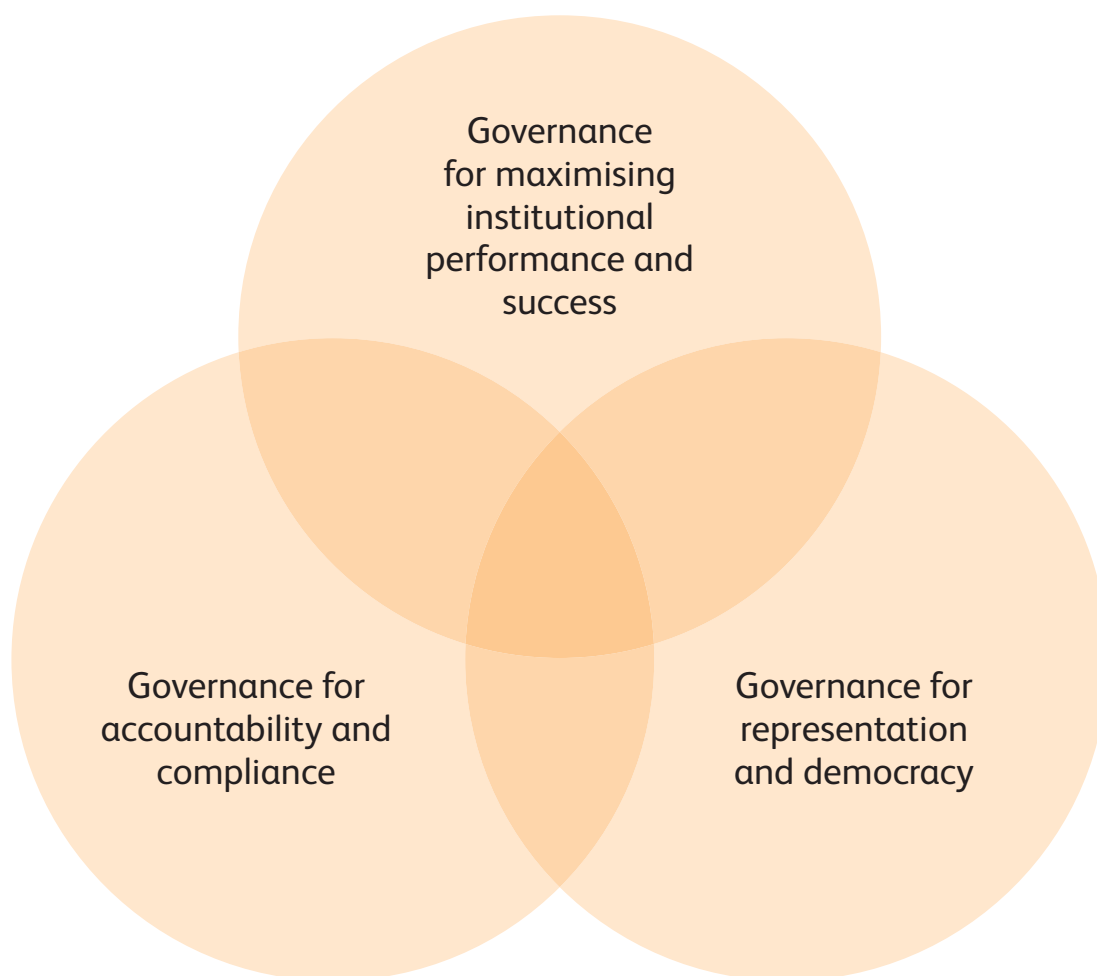 Governance
for maximising
institutional
performance and
success
Governance for
accountability and
compliance
Governance for
representation
and democracy